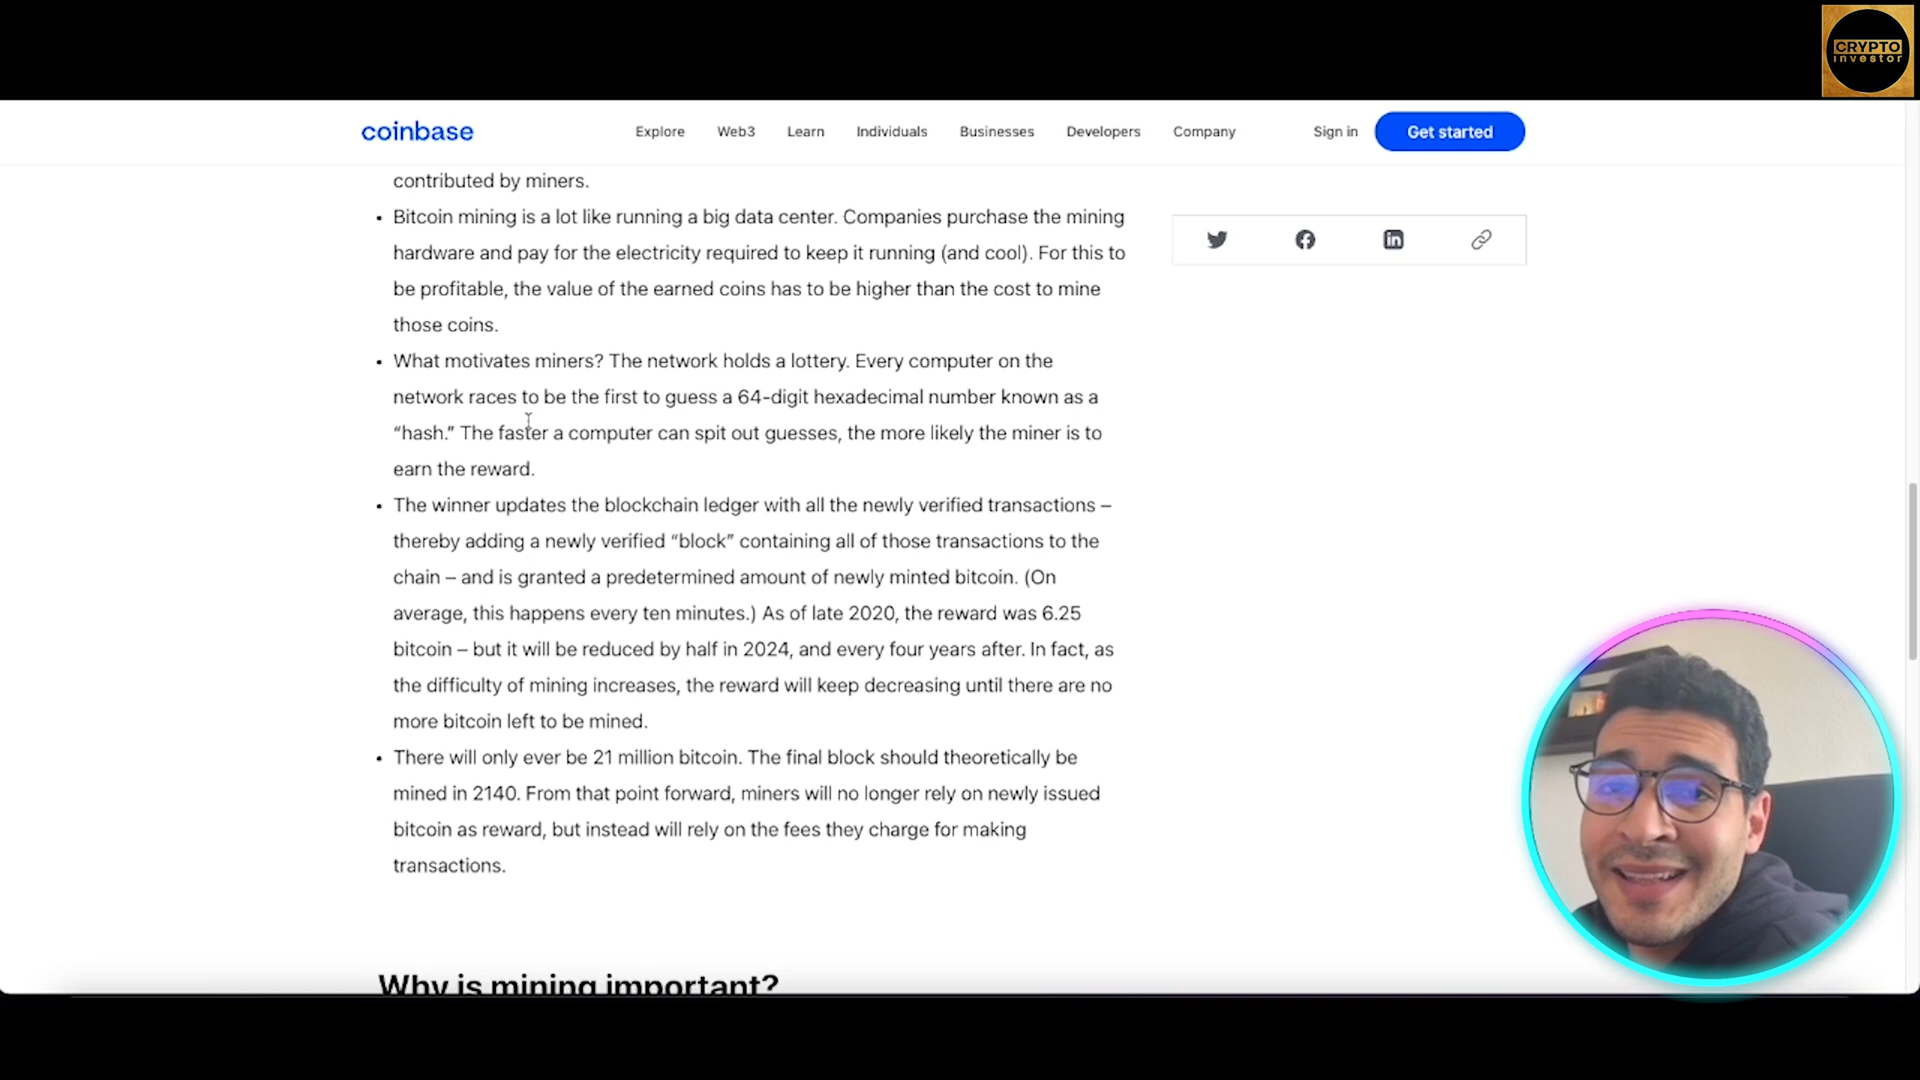 CRYPTO
investor
coinbase
Explore Web3 Learn Individuals Businesses Developers Company Sign in Get started
contributed by miners.
• Bitcoin mining is a lot like running a big data center. Companies purchase the mining
hardware and pay for the electricity required to keep it running (and cool). For this to
be profitable, the value of the earned coins has to be higher than the cost to mine
those coins.
• What motivates miners? The network holds a lottery. Every computer on the
network races to be the first to guess a 64-digit hexadecimal number known as a
“hash.” The faster a computer can spit out guesses, the more likely the miner is to
earn the reward.
• The winner updates the blockchain ledger with all the newly verified transactions –
thereby adding a newly verified “block” containing all of those transactions to the
chain – and is granted a predetermined amount of newly minted bitcoin. (On
average, this happens every ten minutes.) As of late 2020, the reward was 6.25
bitcoin – but it will be reduced by half in 2024, and every four years after. In fact, as
the difficulty of mining increases, the reward will keep decreasing until there are no
more bitcoin left to be mined.
• There will only ever be 21 million bitcoin. The final block should theoretically be
mined in 2140. From that point forward, miners will no longer rely on newly issued
bitcoin as reward, but instead will rely on the fees they charge for making
transactions.
Why is mining important?